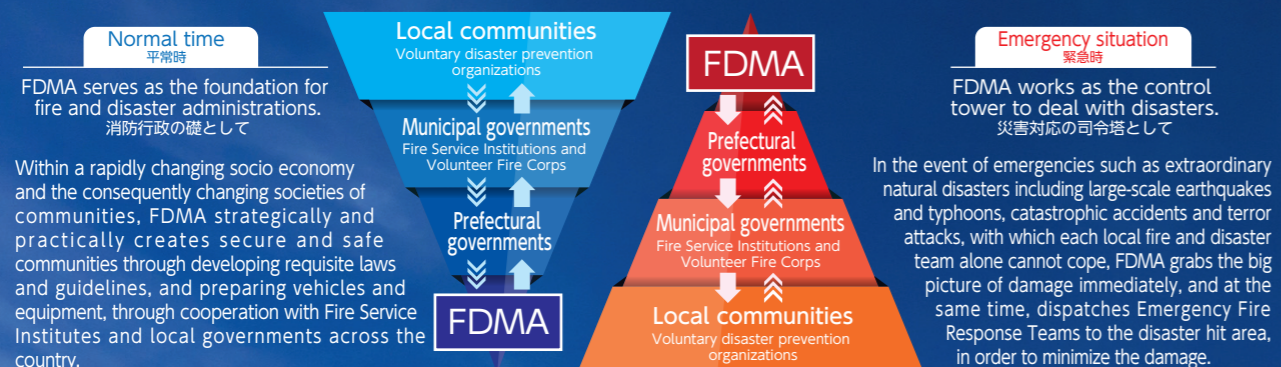 Normal time
平常時
FDMA serves as the foundation for
fire and disaster administrations.
消防行政の礎として
Within a rapidly changing socio economy
and the consequently changing societies of
communities, FDMA strategically and
practically creates secure and safe
communities through developing requisite laws
and guidelines, and preparing vehicles and
equipment, through cooperation with Fire Service
Institutes and local governments across the
country.
Local communities
Voluntary disaster prevention
organizations
Municipal governments
Fire Service Institutions and
Volunteer Fire Corps
Prefectural
governments
FDMA
FDMA
Prefectural
governments
Municipal governments
Fire Service Institutions and
Volunteer Fire Corps
Local communities
Voluntary disaster prevention
organizations
Emergency situation
緊急時
FDMA works as the control
tower to deal with disasters.
災害対応の司令塔として
In the event of emergencies such as extraordinary
natural disasters including large-scale earthquakes
and typhoons, catastrophic accidents and terror
attacks, with which each local fire and disaster
team alone cannot cope, FDMA grabs the big
picture of damage immediately, and at the
same time, dispatches Emergency Fire
Response Teams to the disaster hit area,
in order to minimize the damage.